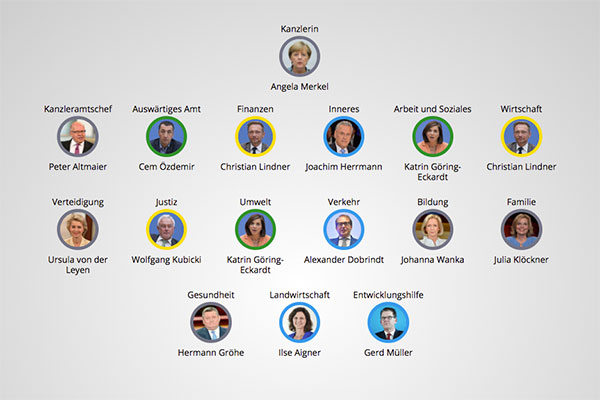 Kanzlerin
Angela Merkel
Kanzleramtschef
Auswärtiges Amt
Finanzen
Inneres
Arbeit und Soziales
Wirtschaft
Peter Altmaier
Cem Özdemir
Christian Lindner
Joachim Herrmann
Katrin Göring-
Eckardt
Christian Lindner
Verteidigung
Justiz
Umwelt
Verkehr
Bildung
Familie
Ursula von der
Leyen
Wolfgang Kubicki
Katrin Göring-
Eckardt
Alexander Dobrindt
Johanna Wanka
Julia Klöckner
Gesundheit
Landwirtschaft
Entwicklungshilfe
Hermann Gröhe
Ilse Aigner
Gerd Müller